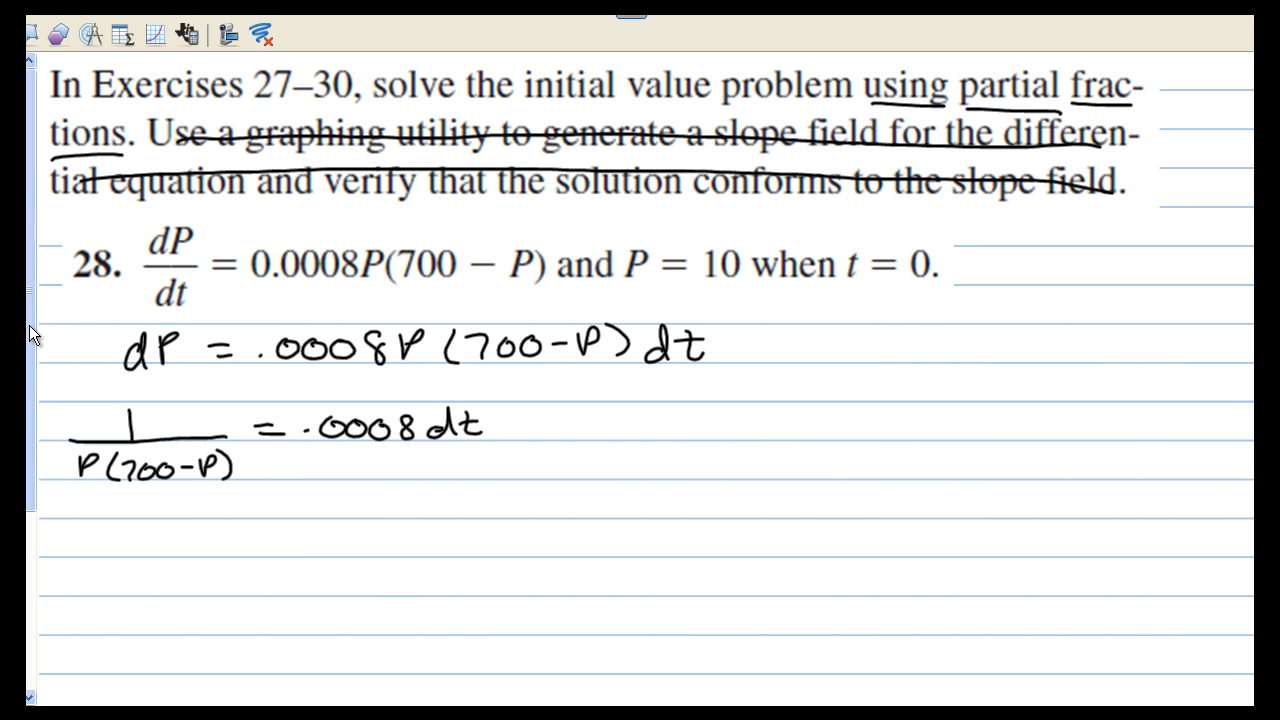 In Exercises 27–30, solve the initial value problem using partial frac-
tions. Use a graphing utility to generate a slope field for the differen-
tial equation and verify that the solution conforms to the slope field.
28. dP/dt = 0.0008P(700 − P) and P = 10 when t = 0.
dP = .0008P(700-P)dt
1/P(700-P) = .0008dt